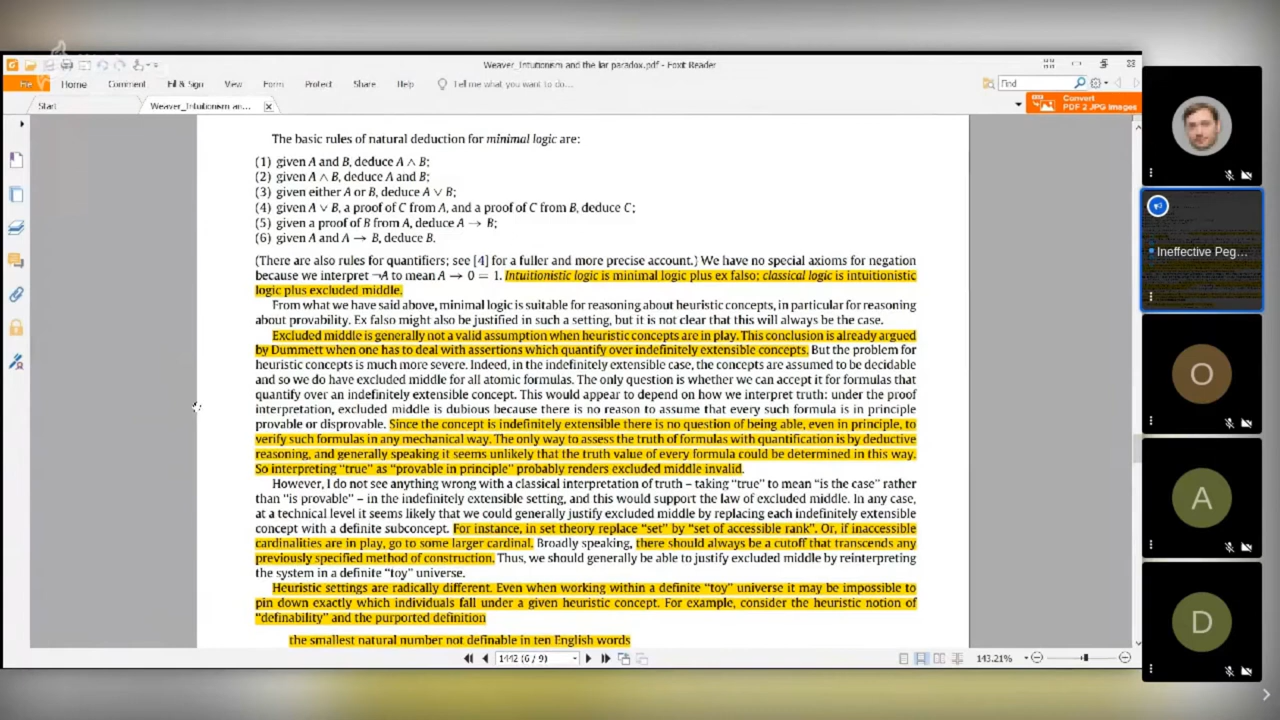 Weaver_Intutionism and the liar paradox.pdf - Foxit Reader
File
Home
Comment
Fill & Sign
View
Form
Protect
Share
Help
Tell me what you want to do...
Find
Start
Weaver_Intutionism an...
Convert
PDF 2 JPG Images
The basic rules of natural deduction for minimal logic are:
(1) given A and B, deduce A ∧ B;
(2) given A ∧ B, deduce A and B;
(3) given either A or B, deduce A ∨ B;
(4) given A ∨ B, a proof of C from A, and a proof of C from B, deduce C;
(5) given a proof of B from A, deduce A → B;
(6) given A and A → B, deduce B.
(There are also rules for quantifiers; see [4] for a fuller and more precise account.) We have no special axioms for negation
because we interpret ¬A to mean A → 0 = 1. Intuitionistic logic is minimal logic plus ex falso; classical logic is intuitionistic
logic plus excluded middle.
From what we have said above, minimal logic is suitable for reasoning about heuristic concepts, in particular for reasoning
about provability. Ex falso might also be justified in such a setting, but it is not clear that this will always be the case.
Excluded middle is generally not a valid assumption when heuristic concepts are in play. This conclusion is already argued
by Dummett when one has to deal with assertions which quantify over indefinitely extensible concepts. But the problem for
heuristic concepts is much more severe. Indeed, in the indefinitely extensible case, the concepts are assumed to be decidable
and so we do have excluded middle for all atomic formulas. The only question is whether we can accept it for formulas that
quantify over an indefinitely extensible concept. This would appear to depend on how we interpret truth: under the proof
interpretation, excluded middle is dubious because there is no reason to assume that every such formula is in principle
provable or disprovable. Since the concept is indefinitely extensible there is no question of being able, even in principle, to
verify such formulas in any mechanical way. The only way to assess the truth of formulas with quantification is by deductive
reasoning, and generally speaking it seems unlikely that the truth value of every formula could be determined in this way.
So interpreting "true" as "provable in principle" probably renders excluded middle invalid.
However, I do not see anything wrong with a classical interpretation of truth – taking "true" to mean "is the case" rather
than "is provable" – in the indefinitely extensible setting, and this would support the law of excluded middle. In any case,
at a technical level it seems likely that we could generally justify excluded middle by replacing each indefinitely extensible
concept with a definite subconcept. For instance, in set theory replace "set" by "set of accessible rank". Or, if inaccessible
cardinalities are in play, go to some larger cardinal. Broadly speaking, there should always be a cutoff that transcends any
previously specified method of construction. Thus, we should generally be able to justify excluded middle by reinterpreting
the system in a definite "toy" universe.
Heuristic settings are radically different. Even when working within a definite "toy" universe it may be impossible to
pin down exactly which individuals fall under a given heuristic concept. For example, consider the heuristic notion of
"definability" and the purported definition
the smallest natural number not definable in ten English words
1442 (6 / 9)
143.21%
Ineffective Peg...
O
A
D